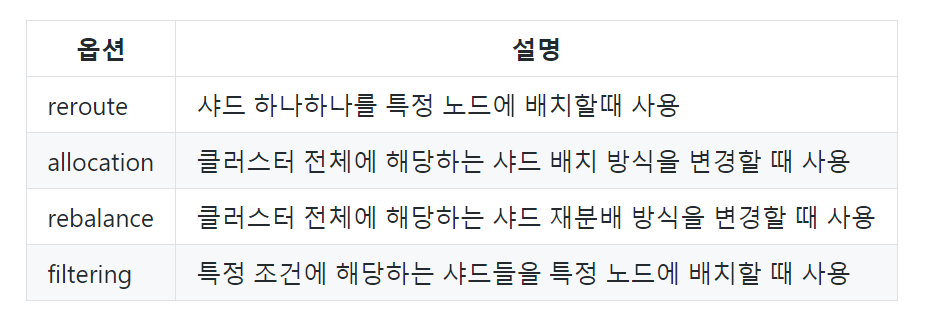 옵션 설명
reroute 샤드 하나하나를 특정 노드에 배치할때 사용
allocation 클러스터 전체에 해당하는 샤드 배치 방식을 변경할 때 사용
rebalance 클러스터 전체에 해당하는 샤드 재분배 방식을 변경할 때 사용
filtering 특정 조건에 해당하는 샤드들을 특정 노드에 배치할 때 사용